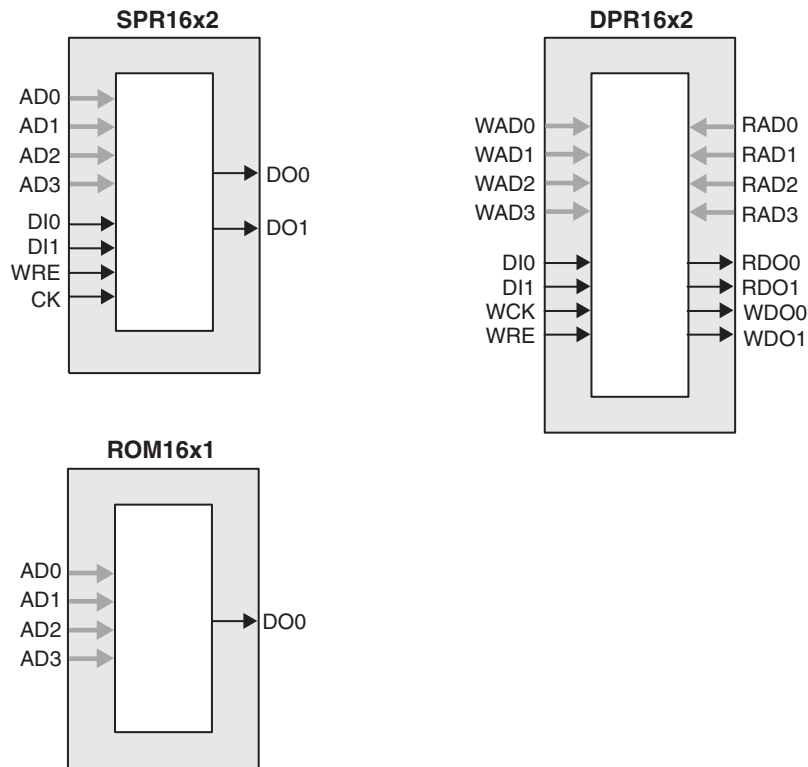 SPR16x2
AD0
AD1
AD2
AD3
DI0
DI1
WRE
CK
DO0
DO1
DPR16x2
WAD0
WAD1
WAD2
WAD3
DI0
DI1
WCK
WRE
RAD0
RAD1
RAD2
RAD3
RDO0
RDO1
WDO0
WDO1
ROM16x1
AD0
AD1
AD2
AD3
DO0